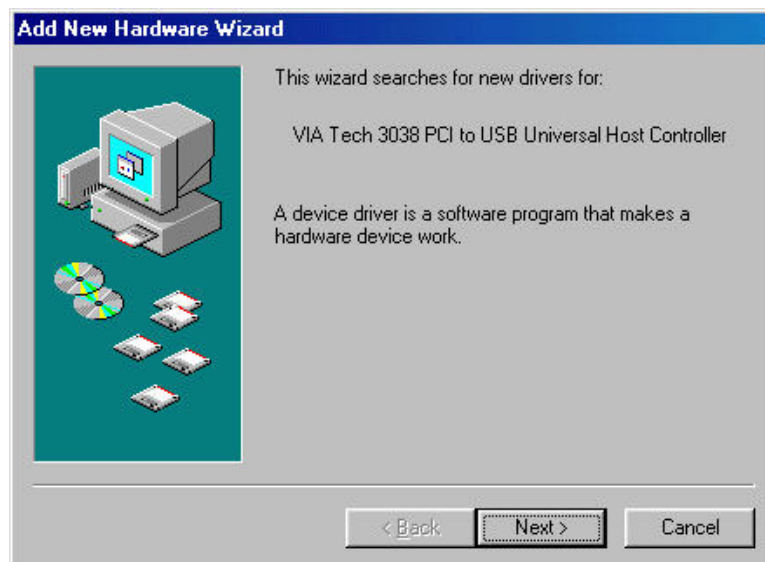 Add New Hardware Wizard
This wizard searches for new drivers for:
VIA Tech 3038 PCI to USB Universal Host Controller
A device driver is a software program that makes a
hardware device work.
< Back
Next >
Cancel